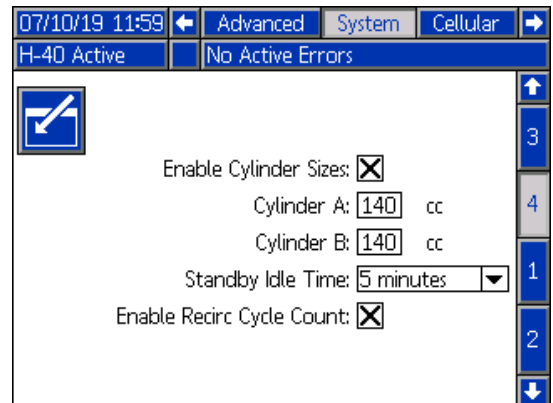 07/10/19 11:59 Advanced System Cellular
H-40 Active No Active Errors
3
Enable Cylinder Sizes:
Cylinder A: 140 cc
4
Cylinder B: 140 cc
Standby Idle Time: 5 minutes
1
Enable Recirc Cycle Count:
2